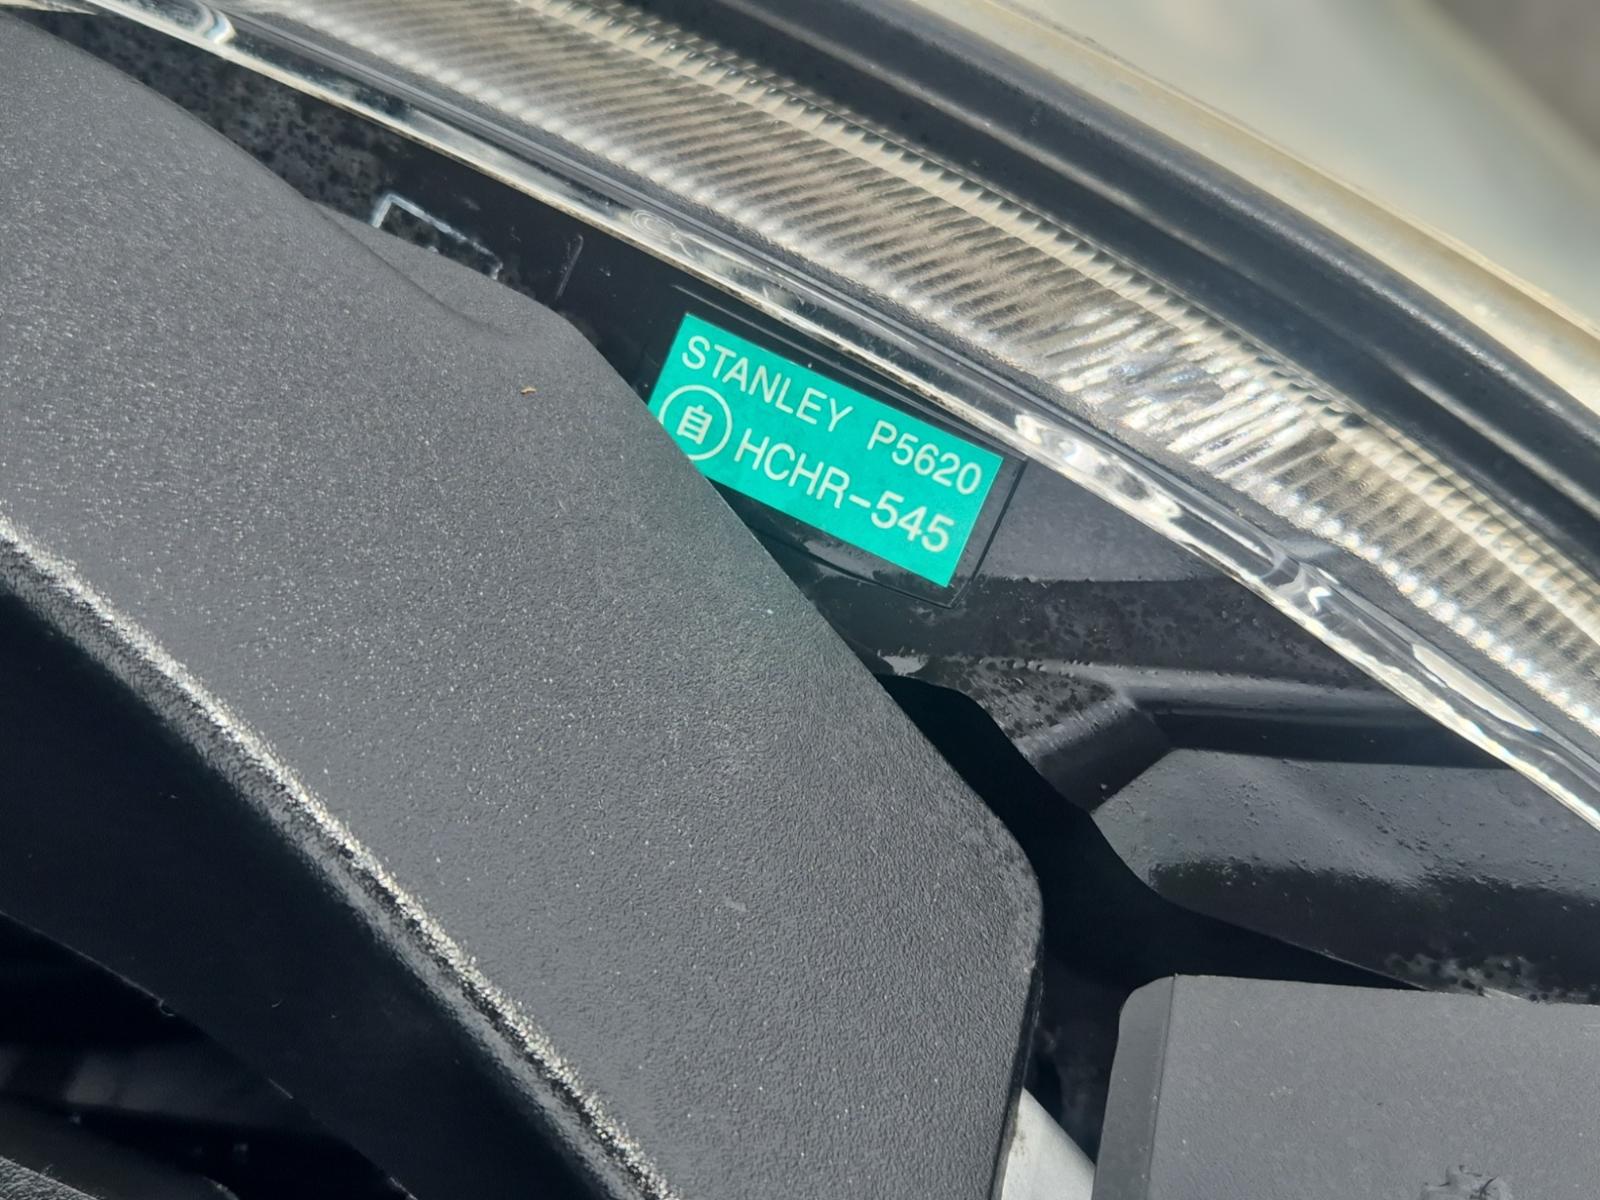 STANLEY P5620
自 HCHR-545